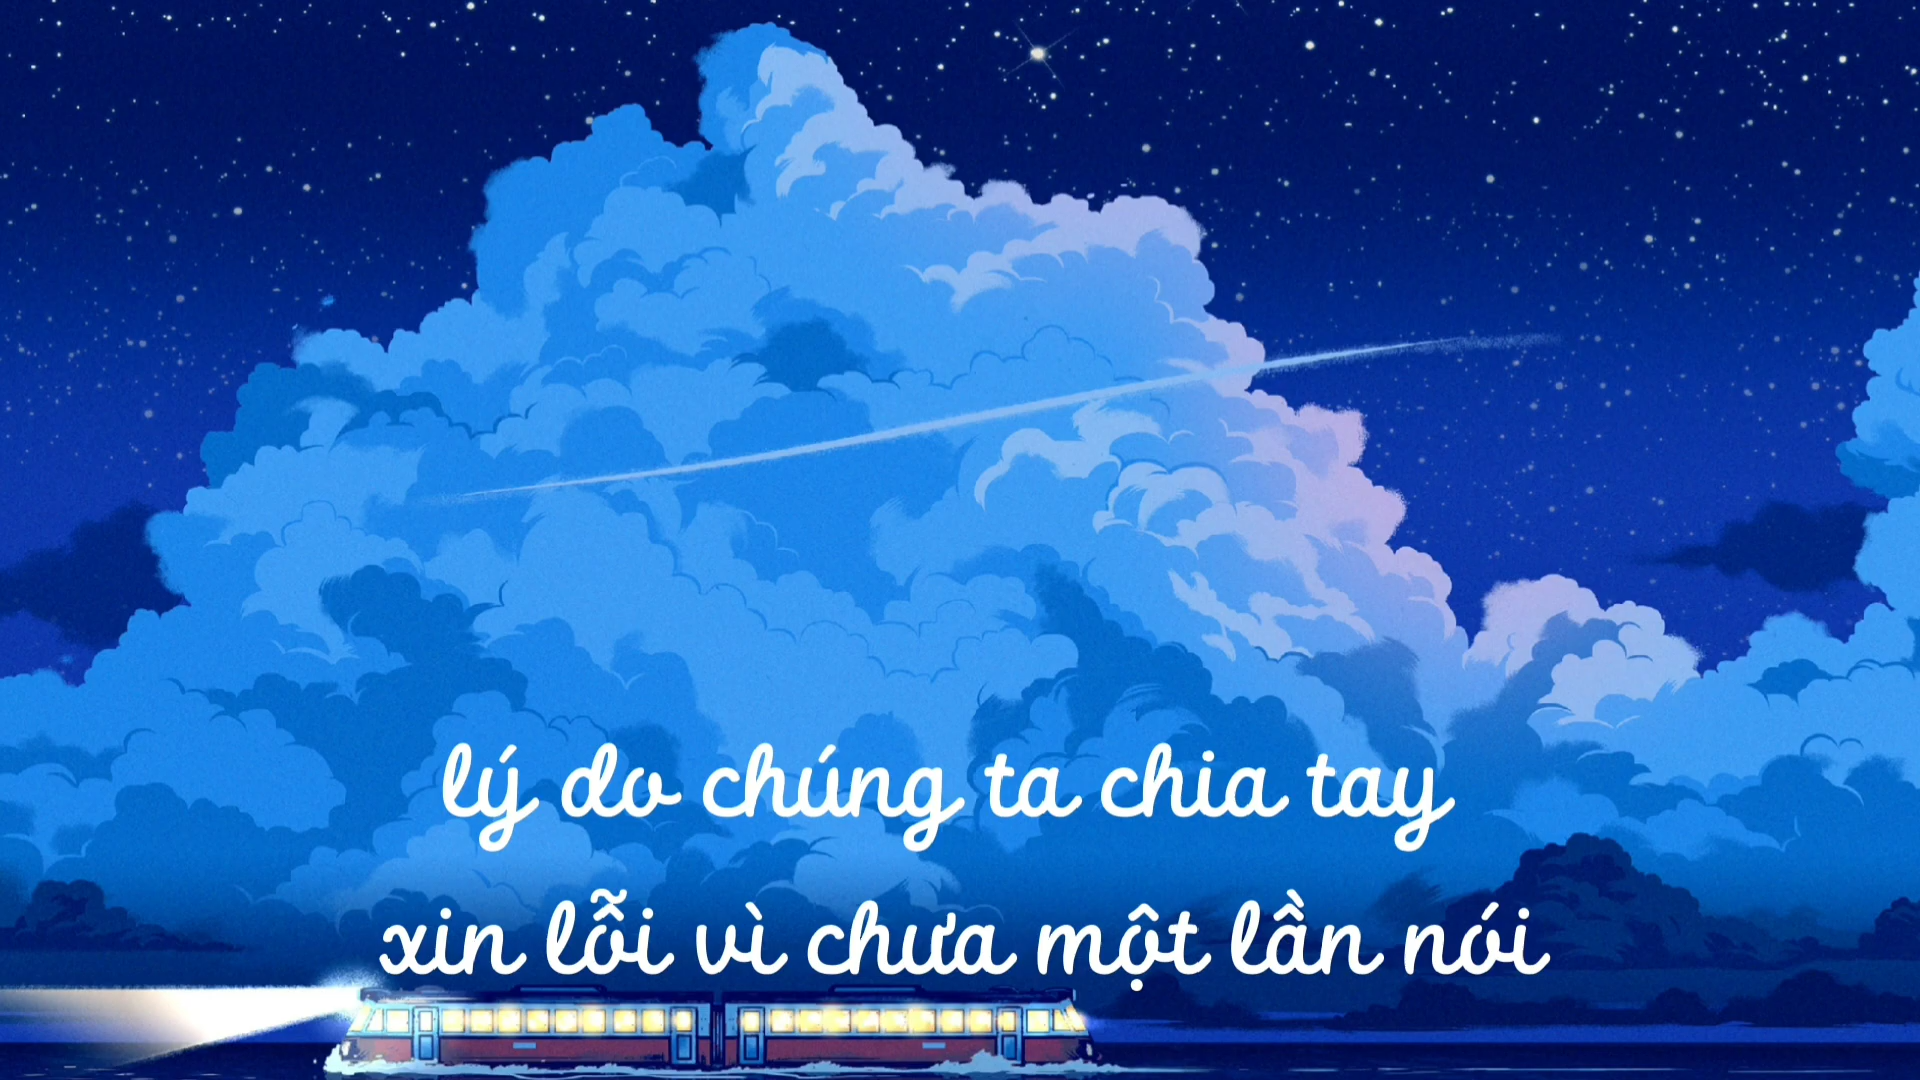 lý do chúng ta chia tay
xin lỗi vì chưa một lần nói